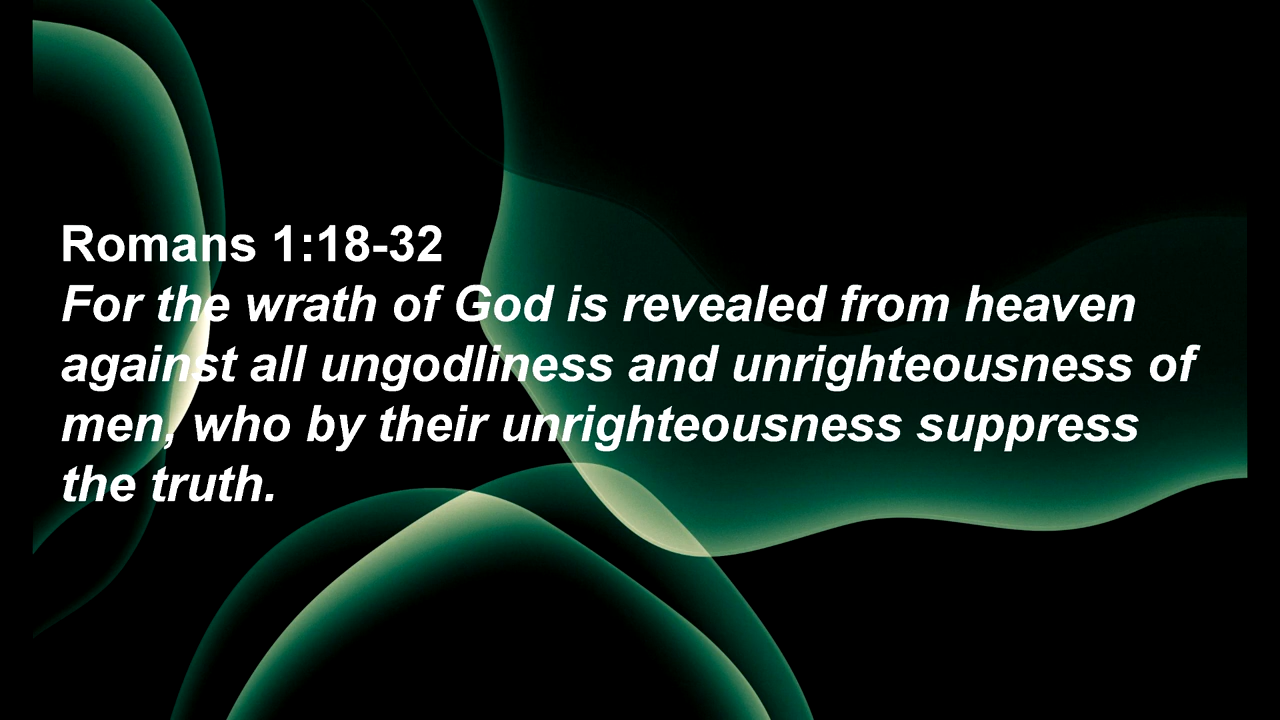 Romans 1:18-32
For the wrath of God is revealed from heaven
against all ungodliness and unrighteousness of
men, who by their unrighteousness suppress
the truth.